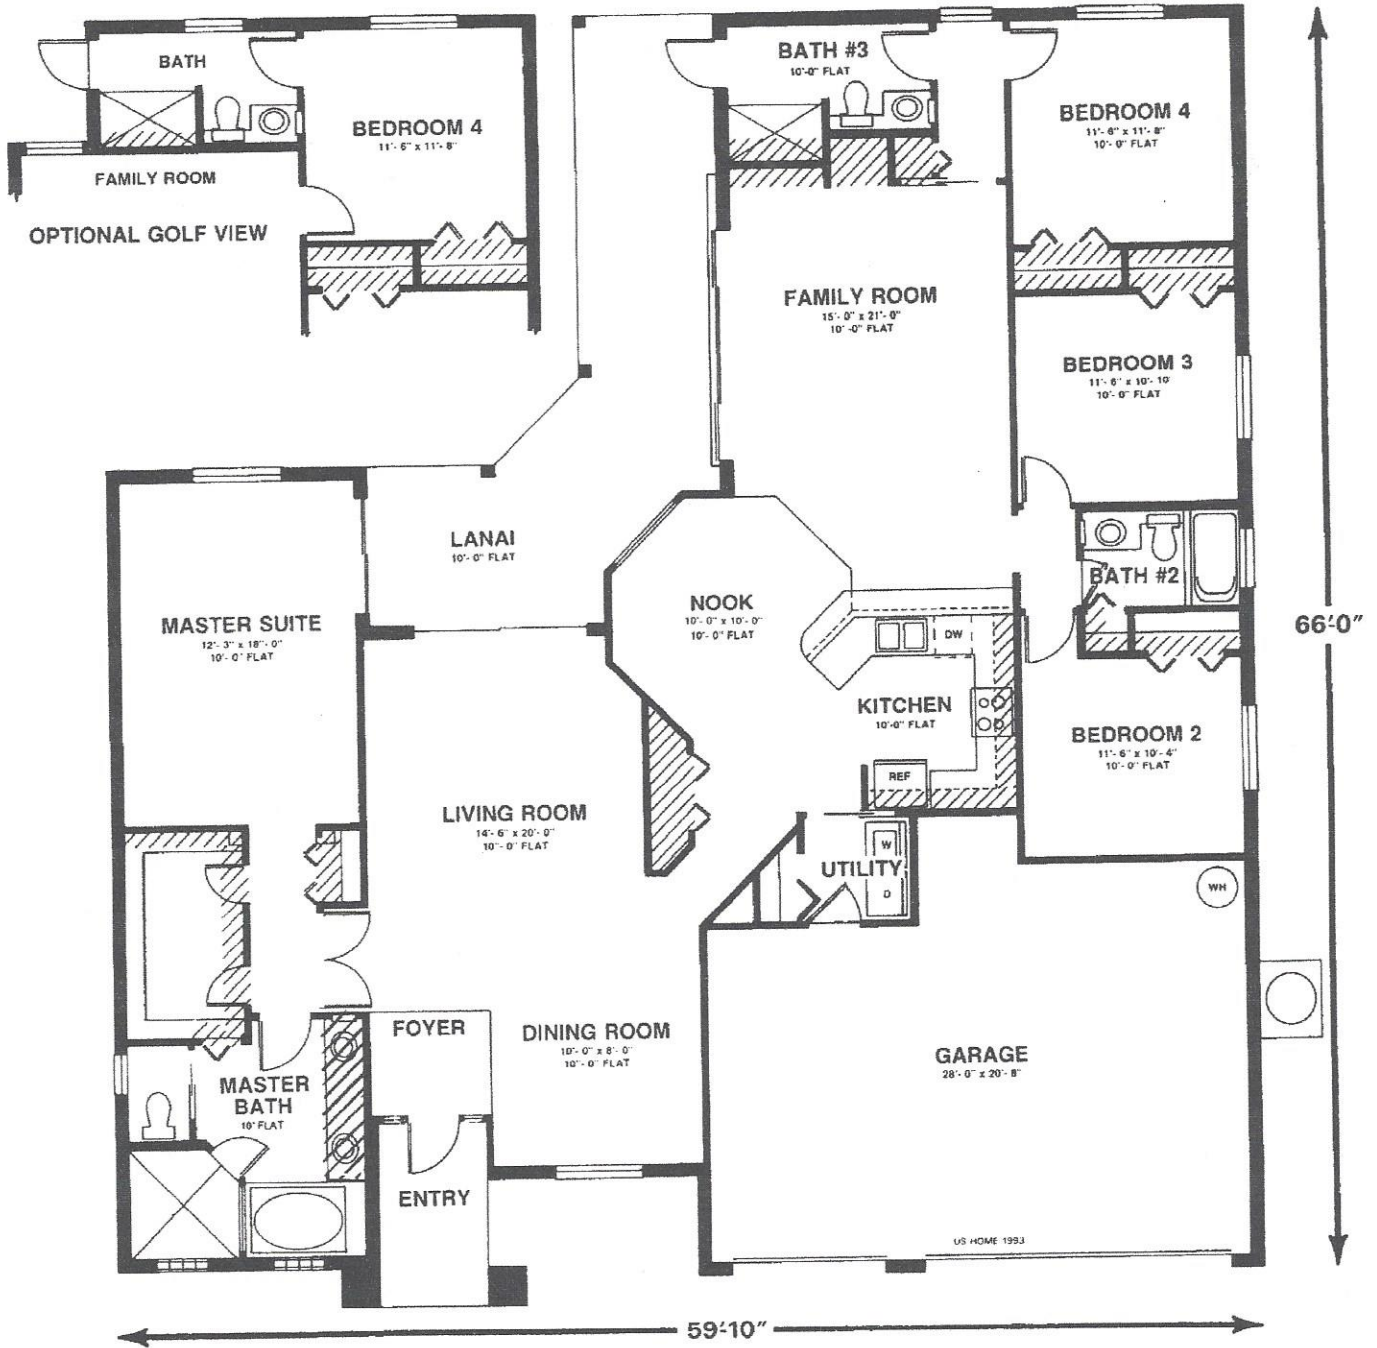 BATH
BEDROOM 4
11'- 6" x 11'- 8"
FAMILY ROOM
OPTIONAL GOLF VIEW
BATH #3
10'-0" FLAT
BEDROOM 4
11'- 6" x 11'- 8"
10'- 0" FLAT
FAMILY ROOM
15'- 0" x 21'- 0"
10' -0" FLAT
BEDROOM 3
11'- 6" x 10'- 10"
10'- 0" FLAT
LANAI
10'- 0" FLAT
BATH #2
NOOK
10'- 0" x 10'- 0"
10'- 0" FLAT
DW
MASTER SUITE
12'- 3" x 18'- 0"
10'- 0" FLAT
66'-0"
KITCHEN
10'-0" FLAT
BEDROOM 2
11'- 6" x 10'- 4"
10'- 0" FLAT
REF
LIVING ROOM
14'- 6" x 20'- 0"
10'- 0" FLAT
W
UTILITY
D
WH
FOYER
DINING ROOM
10'- 0" x 8'- 0"
10'- 0" FLAT
GARAGE
28'- 0" x 20'- 8"
MASTER
BATH
10' FLAT
ENTRY
US HOME 1993
59'-10"